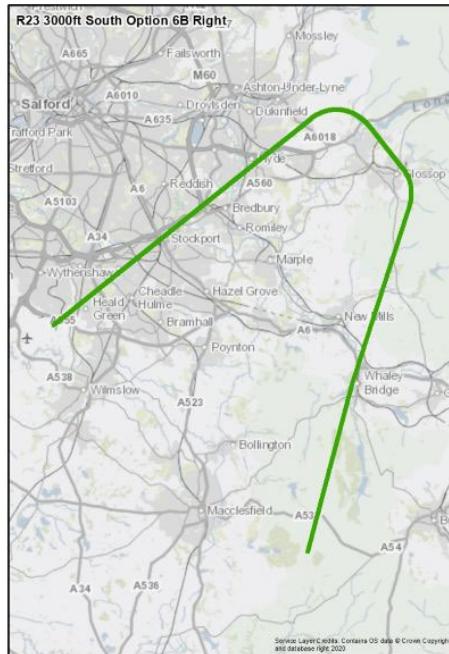 R23 3000ft South Option 6B Right
Prestwich
Mossley
A665
Failsworth
M60
Ashton-Under-Lyne
A6010
Salford
Droylsden
Dukinfield
Trafford Park
A635
A6018
Stretford
Hyde
Glossop
A6
A560
Reddish
A5103
Bredbury
A34
Romiley
Stockport
Marple
Wythenshaw
Cheadle
Hulme
Hazel Grove
Heald
Green
A555
Bramhall
A6
New Mills
Poynton
A538
Whaley
Bridge
Wilmslow
A523
Bollington
Macclesfield
A53
A54
A34
A536
Service Layer Credits: Contains OS data © Crown Copyright
and database right 2020